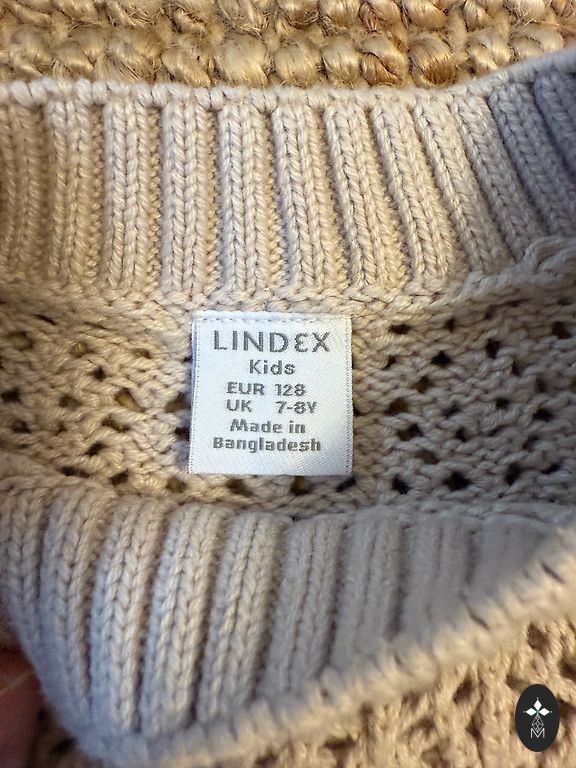 LINDEX
Kids
EUR 128
UK 7-8Y
Made in
Bangladesh
M